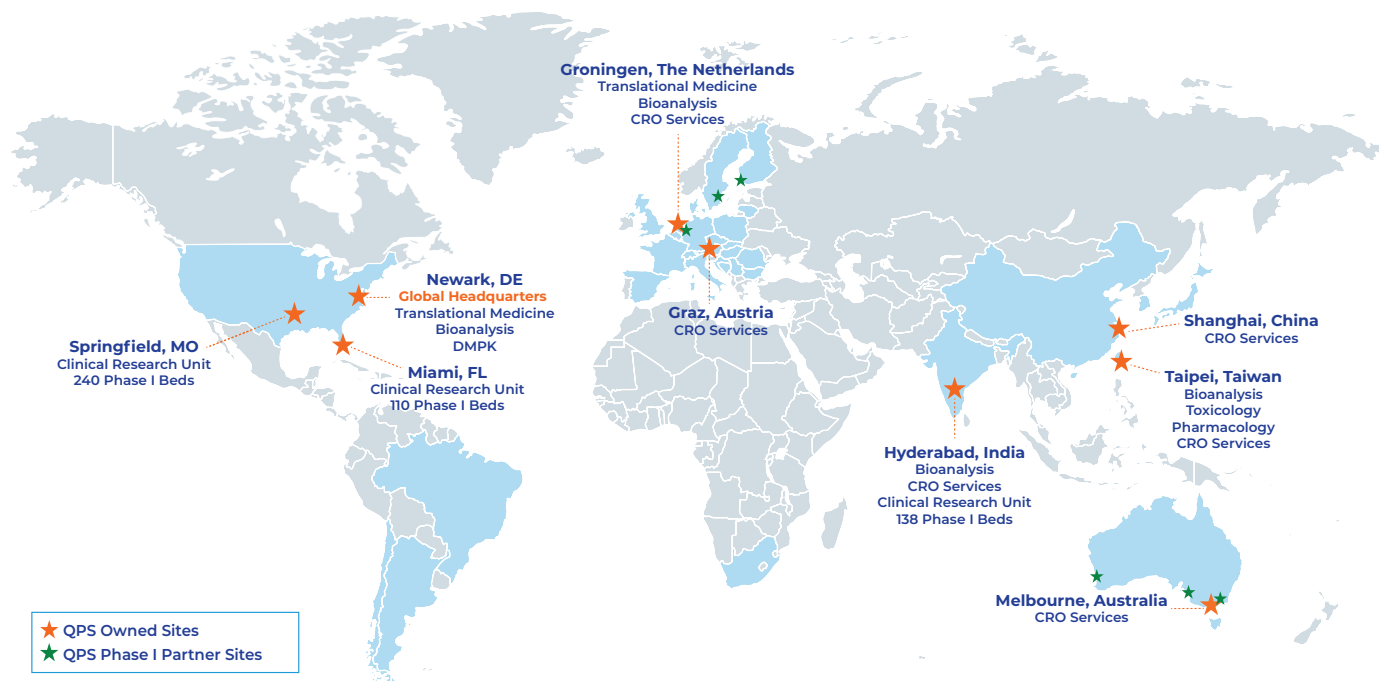 Groningen, The Netherlands
Translational Medicine
Bioanalysis
CRO Services
Newark, DE
Global Headquarters
Translational Medicine
Bioanalysis
DMPK
Springfield, MO
Clinical Research Unit
240 Phase I Beds
Miami, FL
Clinical Research Unit
110 Phase I Beds
Graz, Austria
CRO Services
Shanghai, China
CRO Services
Taipei, Taiwan
Bioanalysis
Toxicology
Pharmacology
CRO Services
Hyderabad, India
Bioanalysis
CRO Services
Clinical Research Unit
138 Phase I Beds
Melbourne, Australia
CRO Services
QPS Owned Sites
QPS Phase I Partner Sites